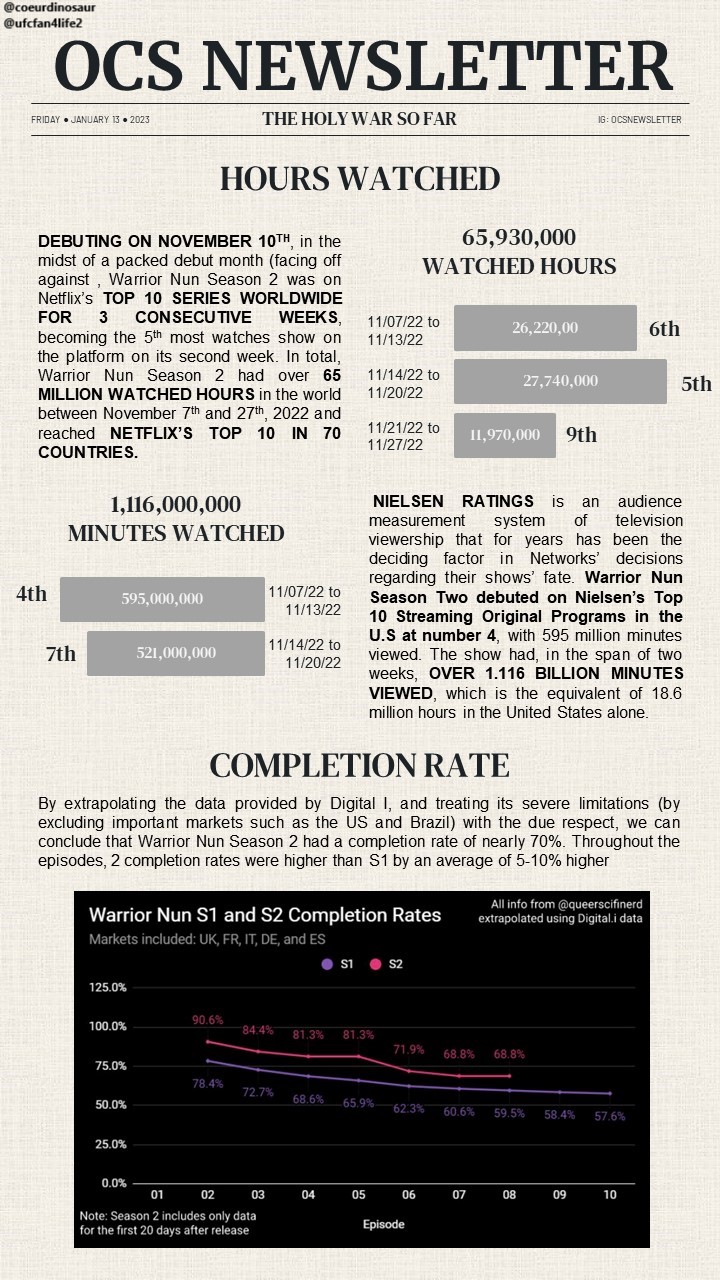 @coeurdinosaur
@ufcfan4life2
OCS NEWSLETTER
FRIDAY ● JANUARY 13 ● 2023
THE HOLY WAR SO FAR
IG: OCSNEWSLETTER
HOURS WATCHED
DEBUTING ON NOVEMBER 10TH, in the
midst of a packed debut month (facing off
against , Warrior Nun Season 2 was on
Netflix’s TOP 10 SERIES WORLDWIDE
FOR 3 CONSECUTIVE WEEKS,
becoming the 5th most watches show on
the platform on its second week. In total,
Warrior Nun Season 2 had over 65
MILLION WATCHED HOURS in the world
between November 7th and 27th, 2022 and
reached NETFLIX’S TOP 10 IN 70
COUNTRIES.
65,930,000
WATCHED HOURS
11/07/22 to
11/13/22
26,220,00
6th
11/14/22 to
11/20/22
27,740,000
5th
11/21/22 to
11/27/22
11,970,000
9th
1,116,000,000
MINUTES WATCHED
4th
595,000,000
11/07/22 to
11/13/22
7th
521,000,000
11/14/22 to
11/20/22
NIELSEN RATINGS is an audience
measurement system of television
viewership that for years has been the
deciding factor in Networks’ decisions
regarding their shows’ fate. Warrior Nun
Season Two debuted on Nielsen’s Top
10 Streaming Original Programs in the
U.S at number 4, with 595 million minutes
viewed. The show had, in the span of two
weeks, OVER 1.116 BILLION MINUTES
VIEWED, which is the equivalent of 18.6
million hours in the United States alone.
COMPLETION RATE
By extrapolating the data provided by Digital I, and treating its severe limitations (by
excluding important markets such as the US and Brazil) with the due respect, we can
conclude that Warrior Nun Season 2 had a completion rate of nearly 70%. Throughout the
episodes, 2 completion rates were higher than S1 by an average of 5-10% higher
Warrior Nun S1 and S2 Completion Rates
All info from @queerscifinerd
extrapolated using Digital.i data
Markets included: UK, FR, IT, DE, and ES
S1 S2
125.0%
100.0%
75.0%
50.0%
25.0%
0.0%
90.6% 84.4% 81.3% 81.3% 71.9% 68.8% 68.8%
78.4% 72.7% 68.6% 65.9% 62.3% 60.6% 59.5% 58.4% 57.6%
01 02 03 04 05 06 07 08 09 10
Note: Season 2 includes only data
for the first 20 days after release
Episode